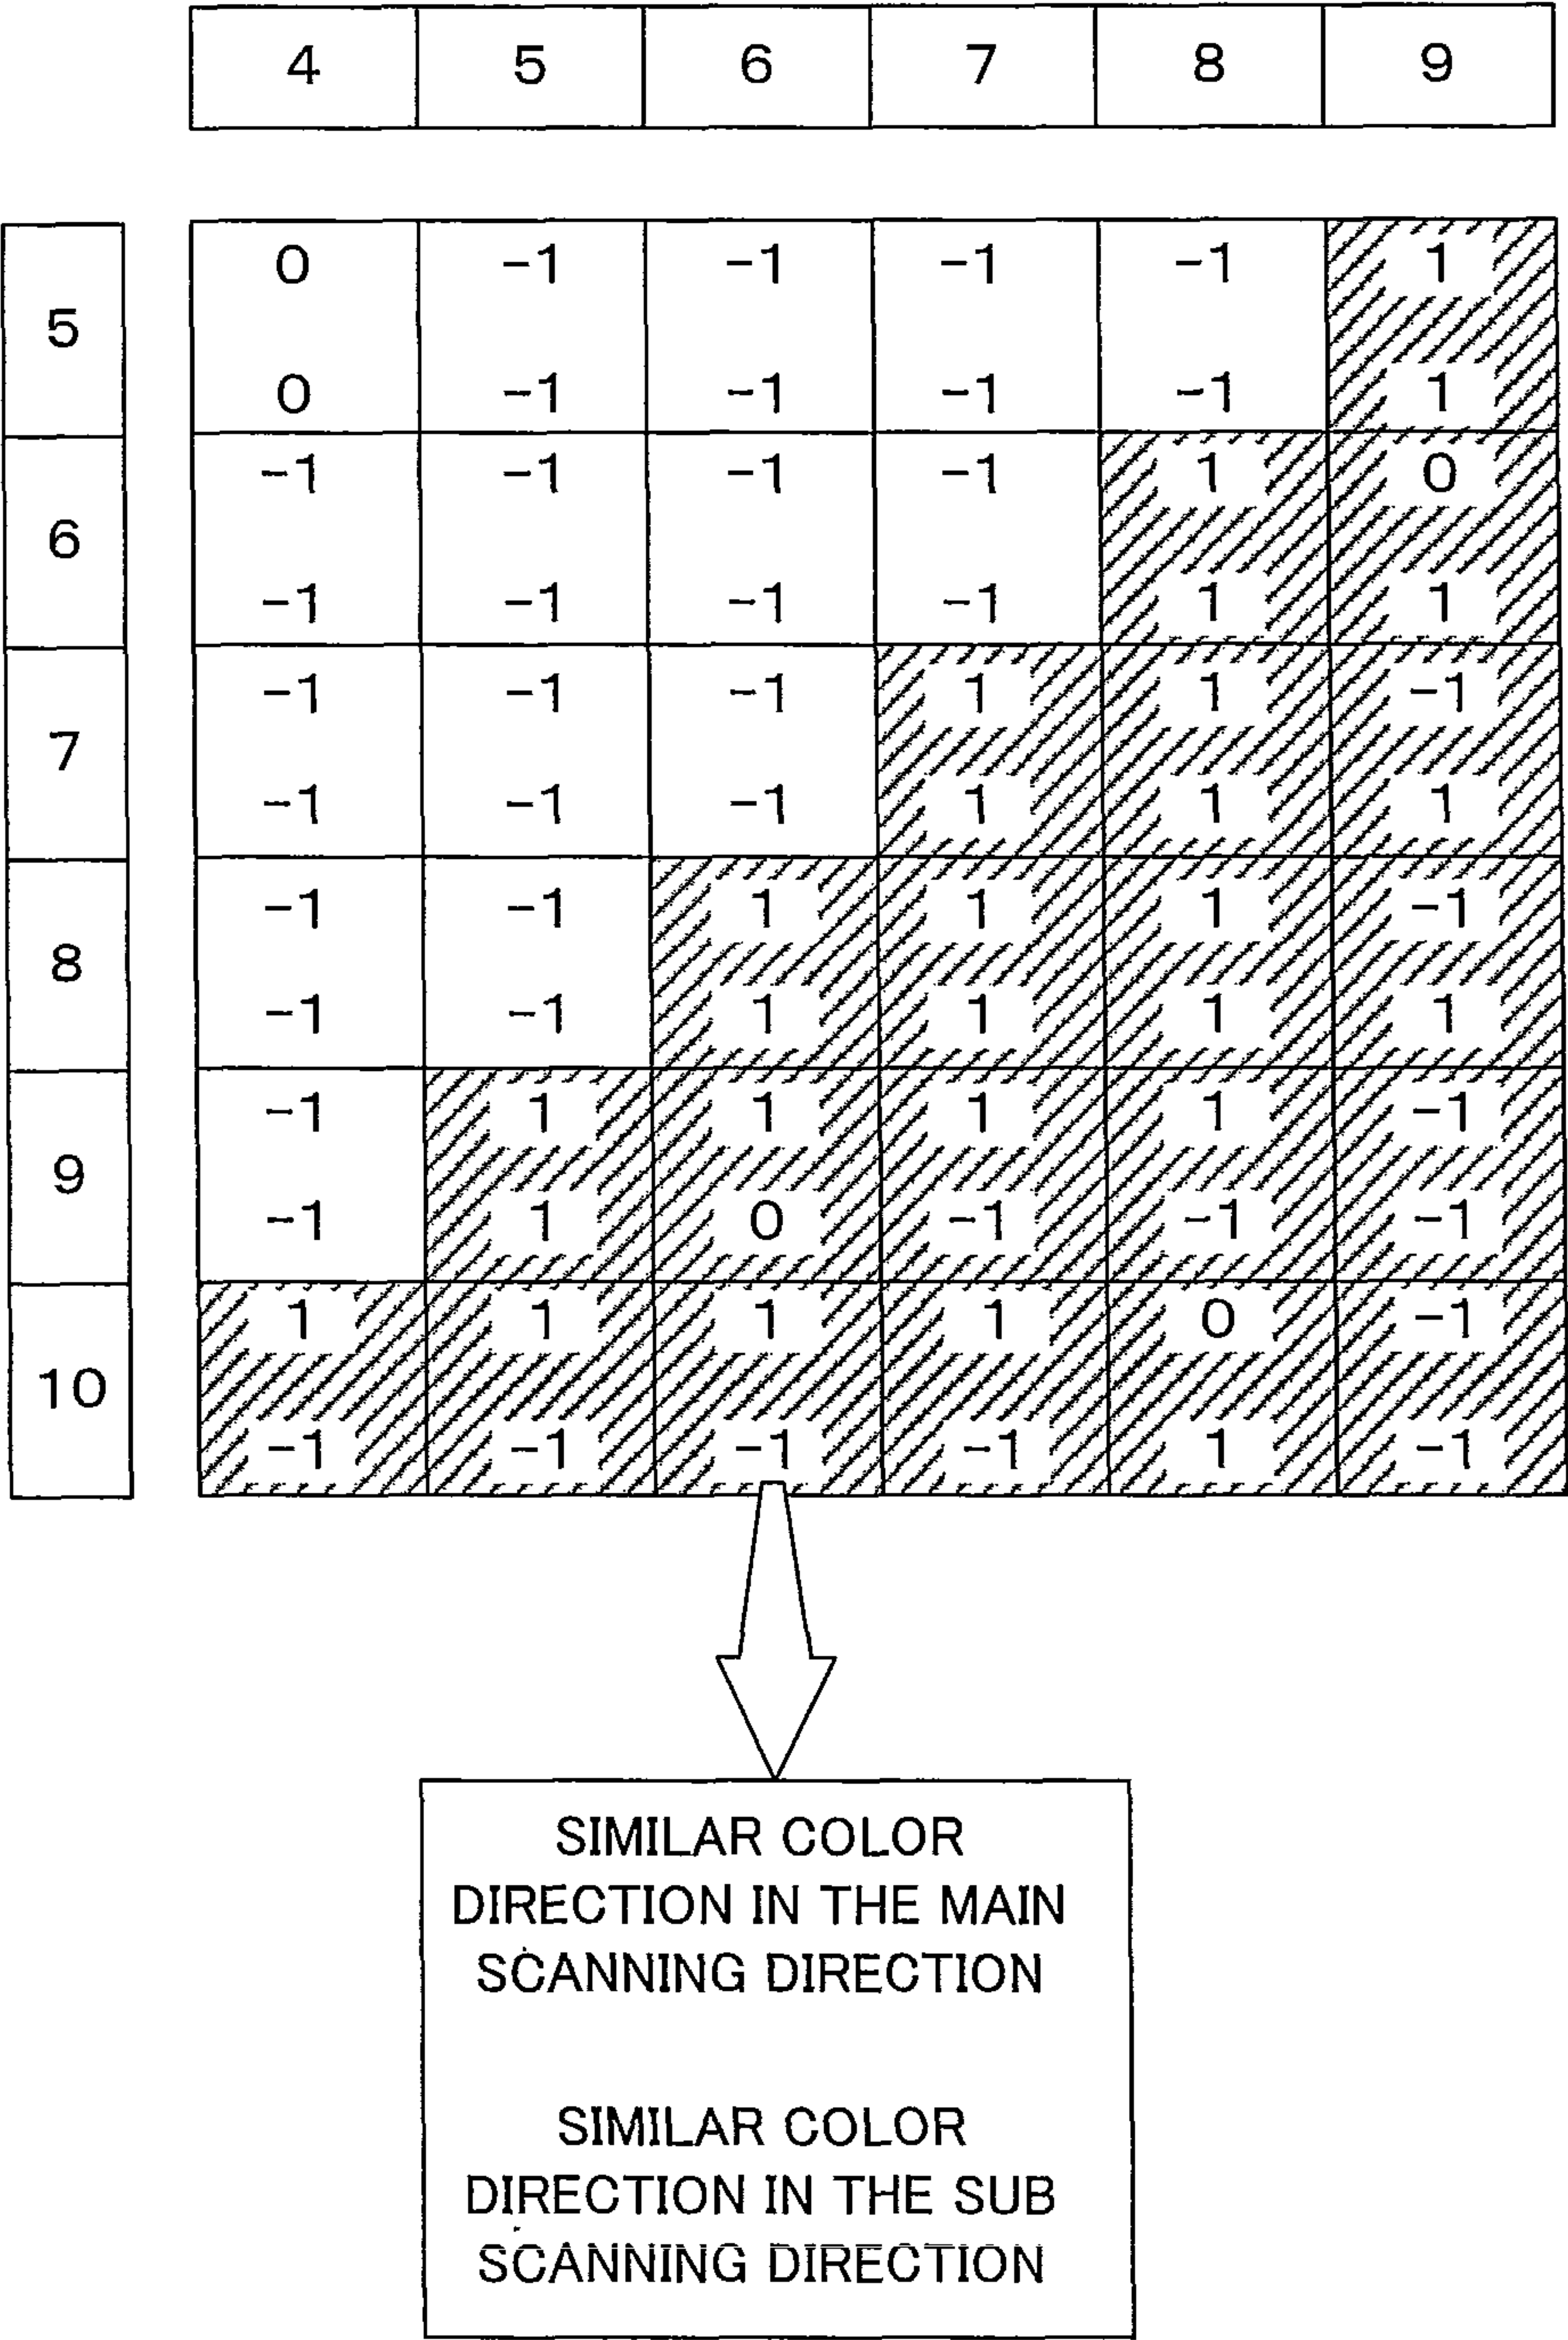 4 5 6 7 8 9
0 -1 -1 -1 -1 1
5
0 -1 -1 -1 -1 1
-1 -1 -1 -1 1 0
6
-1 -1 -1 -1 1 1
-1 -1 -1 1 1 -1
7
-1 -1 -1 1 1 1
-1 -1 1 1 1 -1
8
-1 -1 1 1 1 1
-1 1 1 1 1 -1
9
-1 1 0 -1 -1 -1
1 1 1 1 0 -1
10
-1 -1 -1 -1 1 -1
SIMILAR COLOR
DIRECTION IN THE MAIN
SCANNING DIRECTION
SIMILAR COLOR
DIRECTION IN THE SUB
SCANNING DIRECTION